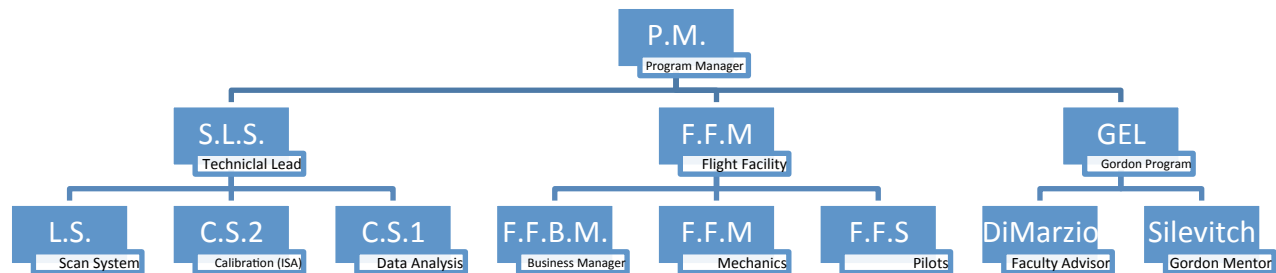 P.M.
Program Manager
S.L.S.
Techniclal Lead
F.F.M
Flight Facility
GEL
Gordon Program
L.S.
Scan System
C.S.2
Calibration (ISA)
C.S.1
Data Analysis
F.F.B.M.
Business Manager
F.F.M
Mechanics
F.F.S
Pilots
DiMarzio
Faculty Advisor
Silevitch
Gordon Mentor